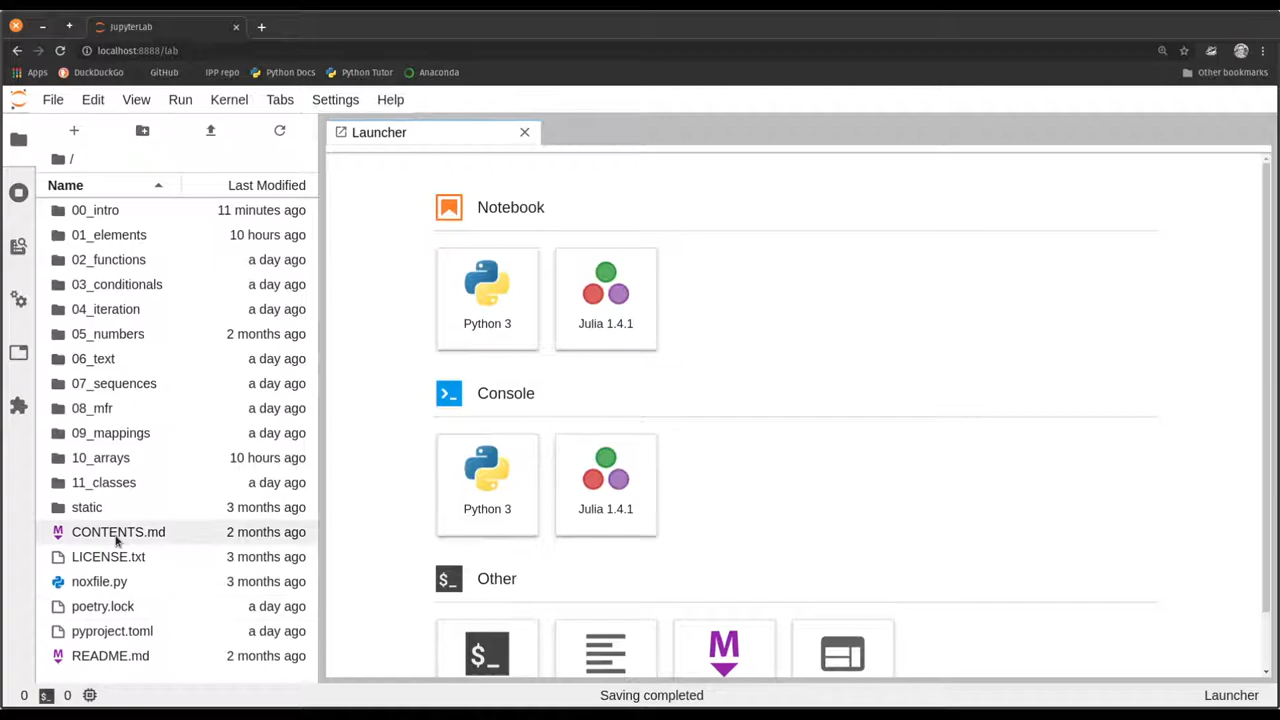 JupyterLab
localhost:8888/lab
Apps DuckDuckGo GitHub IPP repo Python Docs Python Tutor Anaconda Other bookmarks
File Edit View Run Kernel Tabs Settings Help
Launcher
/
Name Last Modified
00_intro 11 minutes ago
01_elements 10 hours ago
02_functions a day ago
03_conditionals a day ago
04_iteration a day ago
05_numbers 2 months ago
06_text a day ago
07_sequences a day ago
08_mfr a day ago
09_mappings a day ago
10_arrays 10 hours ago
11_classes a day ago
static 3 months ago
CONTENTS.md 2 months ago
LICENSE.txt 3 months ago
noxfile.py 3 months ago
poetry.lock a day ago
pyproject.toml a day ago
README.md 2 months ago
Notebook
Python 3 Julia 1.4.1
Console
Python 3 Julia 1.4.1
$_ Other
$_ M
0 $_ 0 Saving completed Launcher